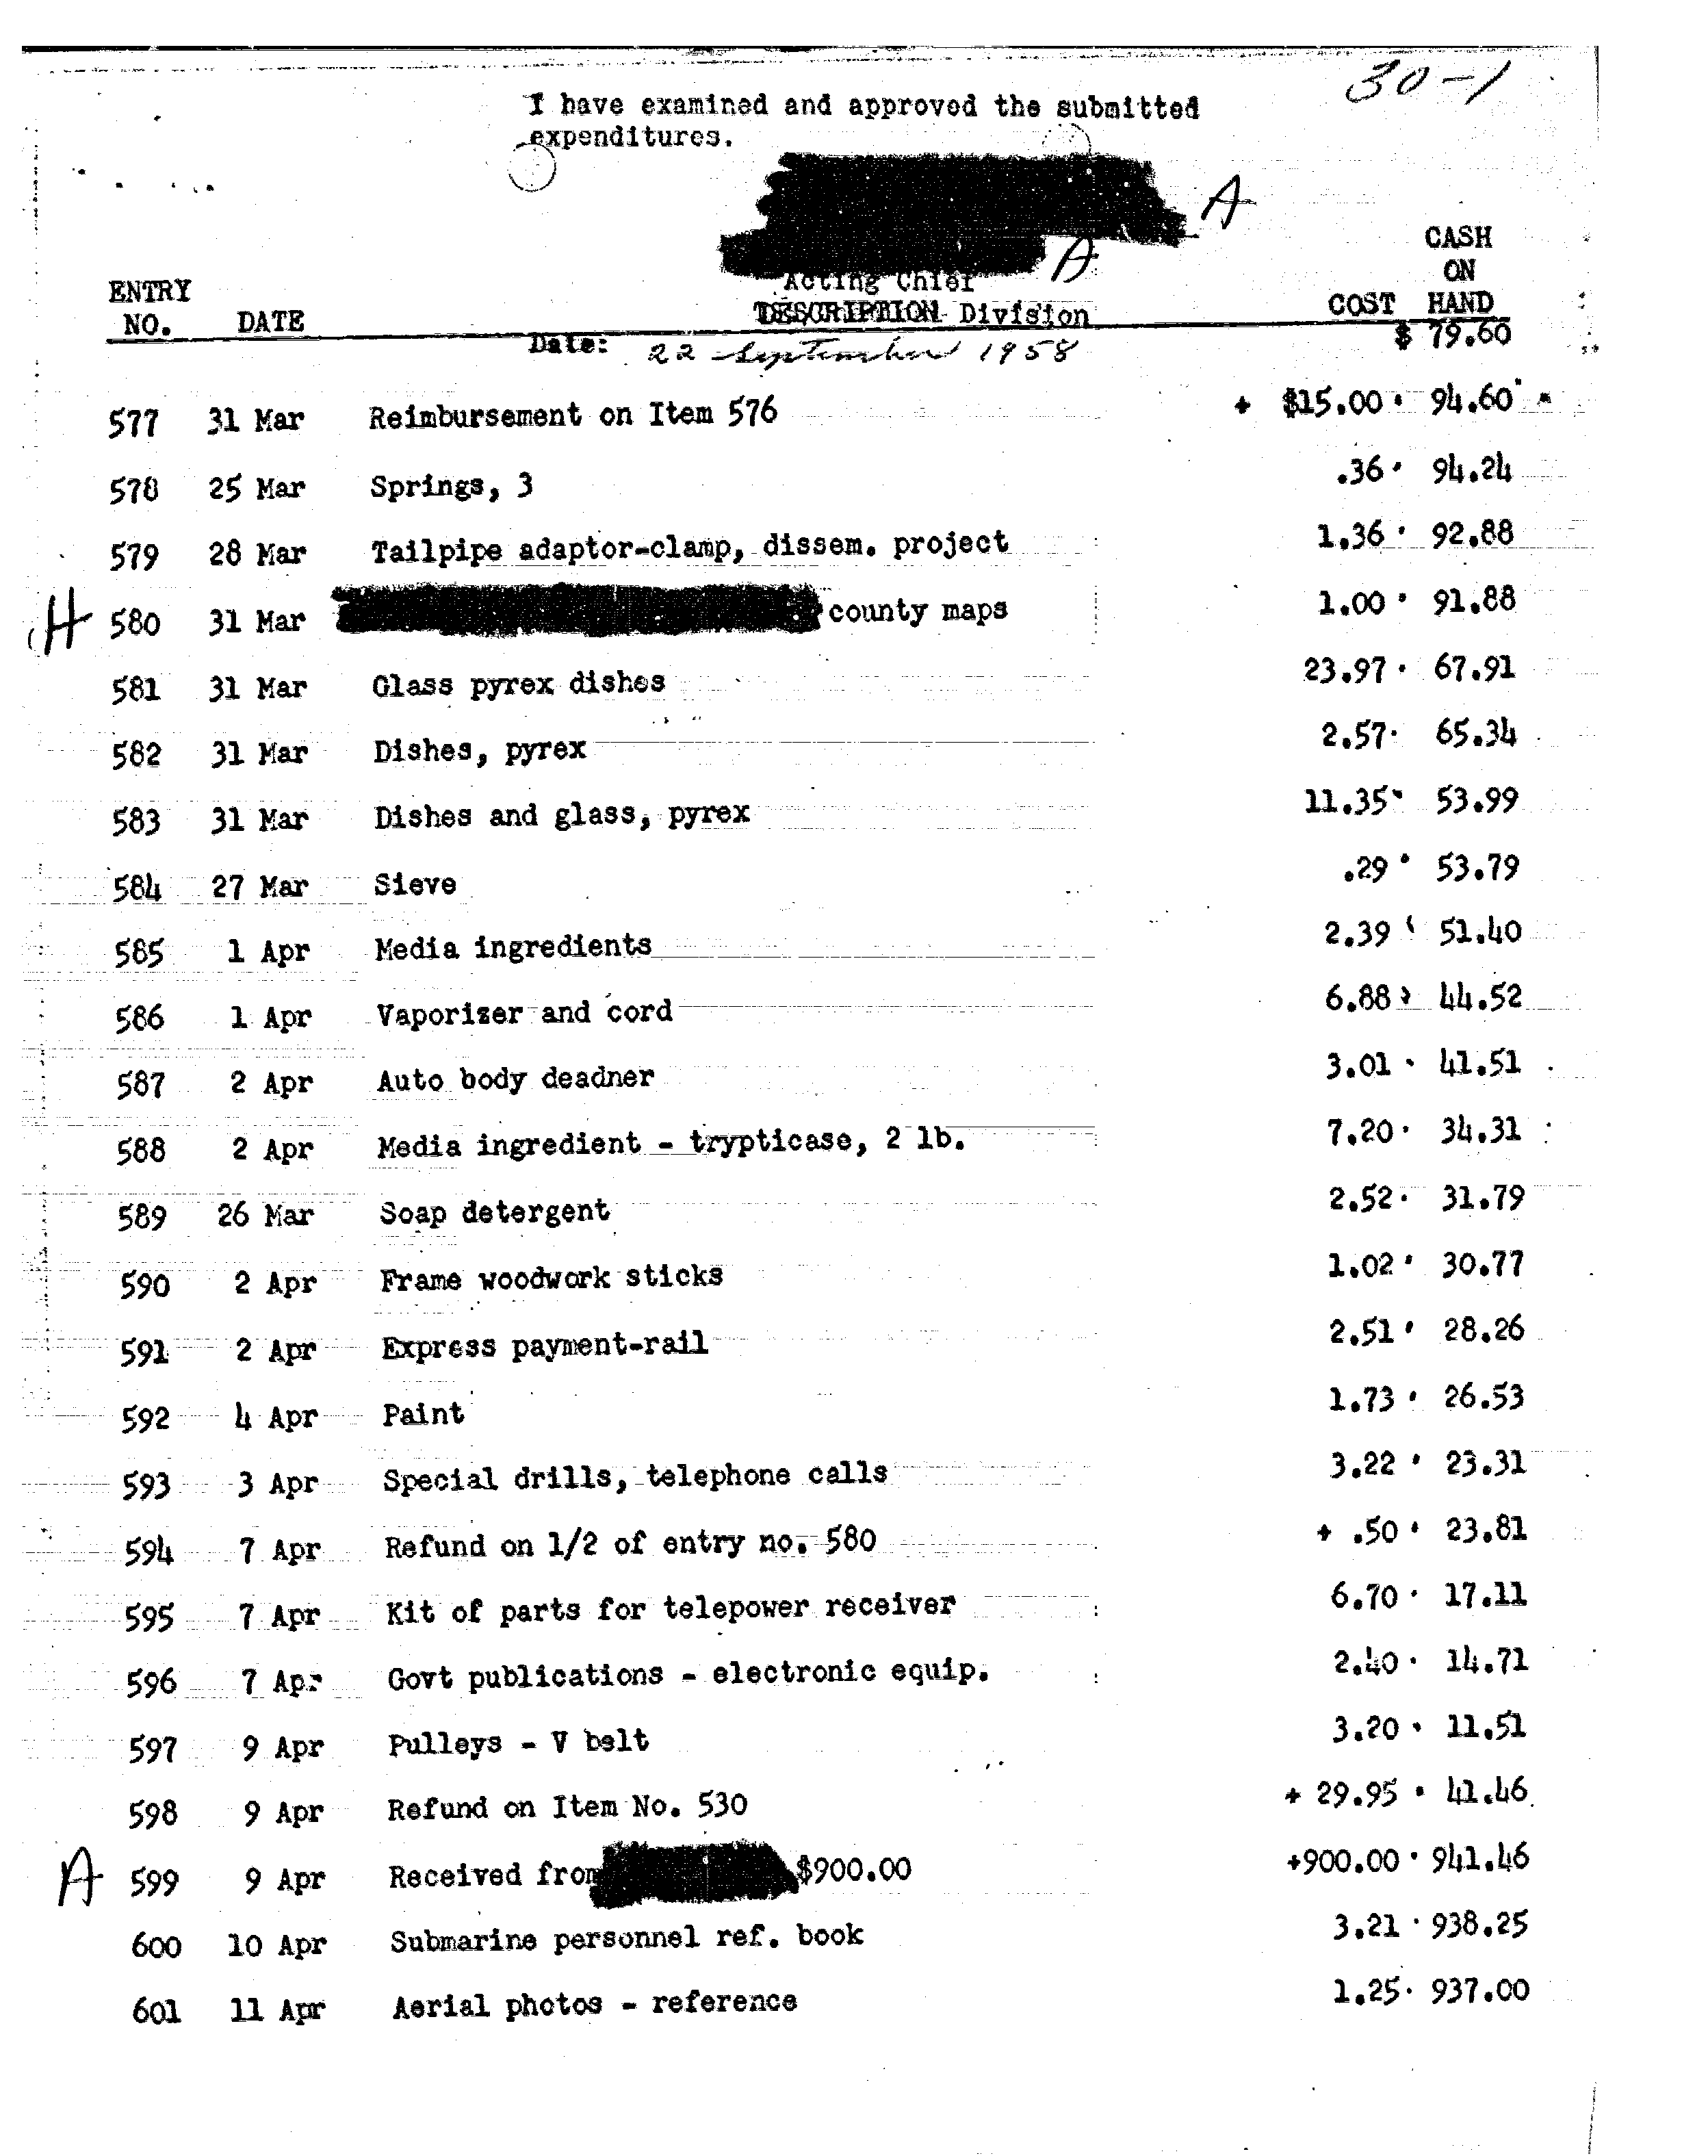 30-1
I have examined and approved the submitted
expenditures.
A
A
Acting Chief
DESCRIPTION Division
CASH
ON
ENTRY
NO. DATE COST HAND
Date: 22 September 1958 $ 79.60
577 31 Mar Reimbursement on Item 576 + $15.00 94.60
578 25 Mar Springs, 3 .36 94.24
579 28 Mar Tailpipe adaptor-clamp, dissem. project 1.36 92.88
H 580 31 Mar county maps 1.00 91.88
581 31 Mar Glass pyrex dishes 23.97 67.91
582 31 Mar Dishes, pyrex 2.57 65.34
583 31 Mar Dishes and glass, pyrex 11.35 53.99
584 27 Mar Sieve .29 53.79
585 1 Apr Media ingredients 2.39 51.40
586 1 Apr Vaporizer and cord 6.88 44.52
587 2 Apr Auto body deadner 3.01 41.51
588 2 Apr Media ingredient - trypticase, 2 lb. 7.20 34.31
589 26 Mar Soap detergent 2.52 31.79
590 2 Apr Frame woodwork sticks 1.02 30.77
591 2 Apr Express payment-rail 2.51 28.26
592 4 Apr Paint 1.73 26.53
593 3 Apr Special drills, telephone calls 3.22 23.31
594 7 Apr Refund on 1/2 of entry no. 580 + .50 23.81
595 7 Apr Kit of parts for telepower receiver 6.70 17.11
596 7 Apr Govt publications - electronic equip. 2.40 14.71
597 9 Apr Pulleys - V belt 3.20 11.51
598 9 Apr Refund on Item No. 530 + 29.95 41.46
A 599 9 Apr Received from $900.00 +900.00 941.46
600 10 Apr Submarine personnel ref. book 3.21 938.25
601 11 Apr Aerial photos - reference 1.25 937.00